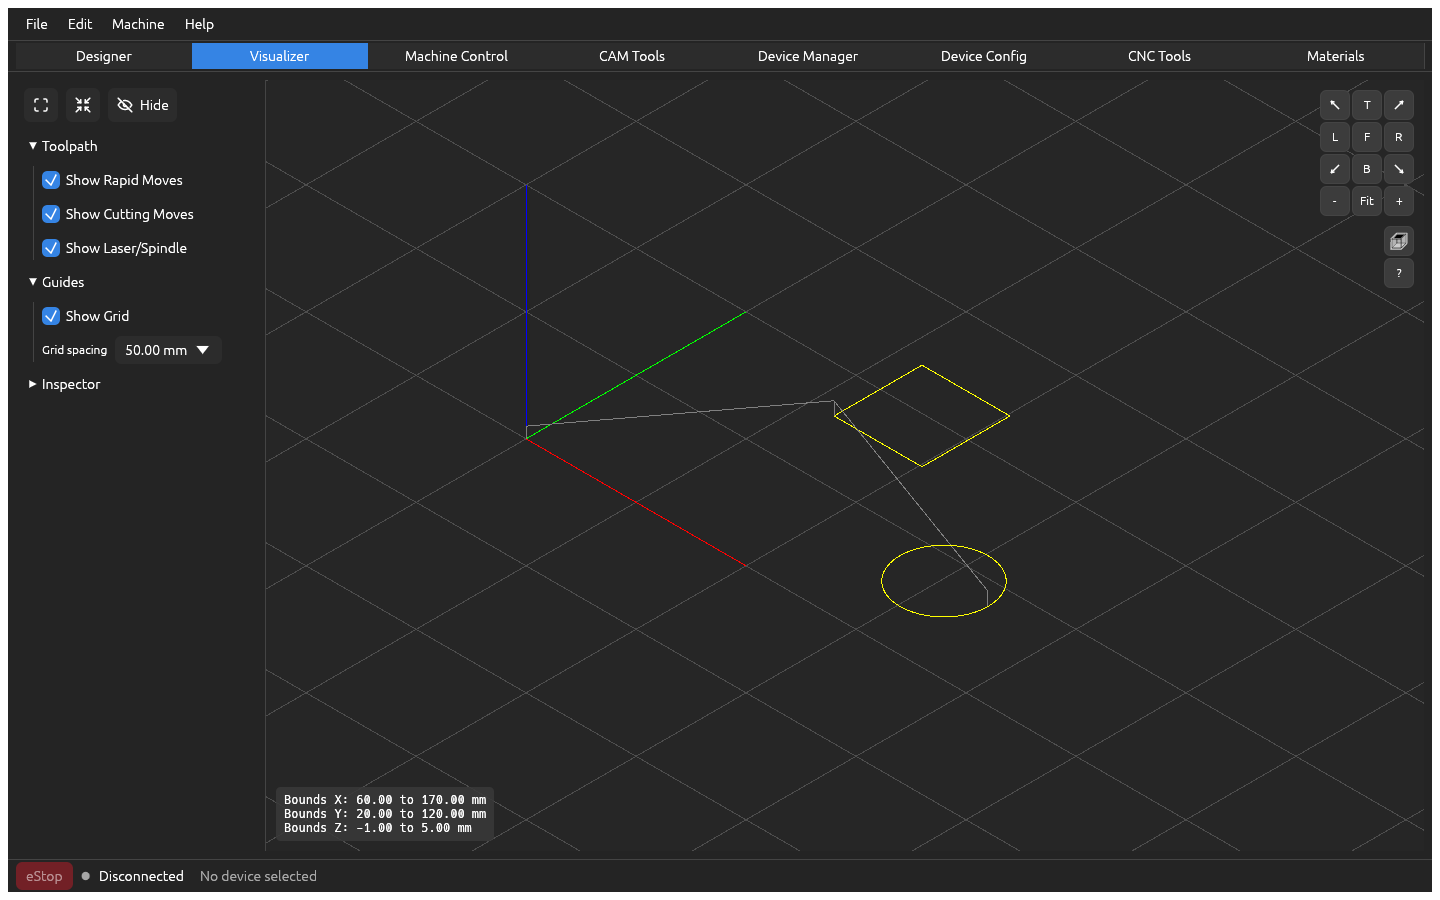 File Edit Machine Help
Designer Visualizer Machine Control CAM Tools Device Manager Device Config CNC Tools Materials
Hide
Toolpath
Show Rapid Moves
Show Cutting Moves
Show Laser/Spindle
Guides
Show Grid
Grid spacing 50.00 mm
Inspector
T
L F R
B
- Fit +
?
Bounds X: 60.00 to 170.00 mm
Bounds Y: 20.00 to 120.00 mm
Bounds Z: -1.00 to 5.00 mm
eStop Disconnected No device selected